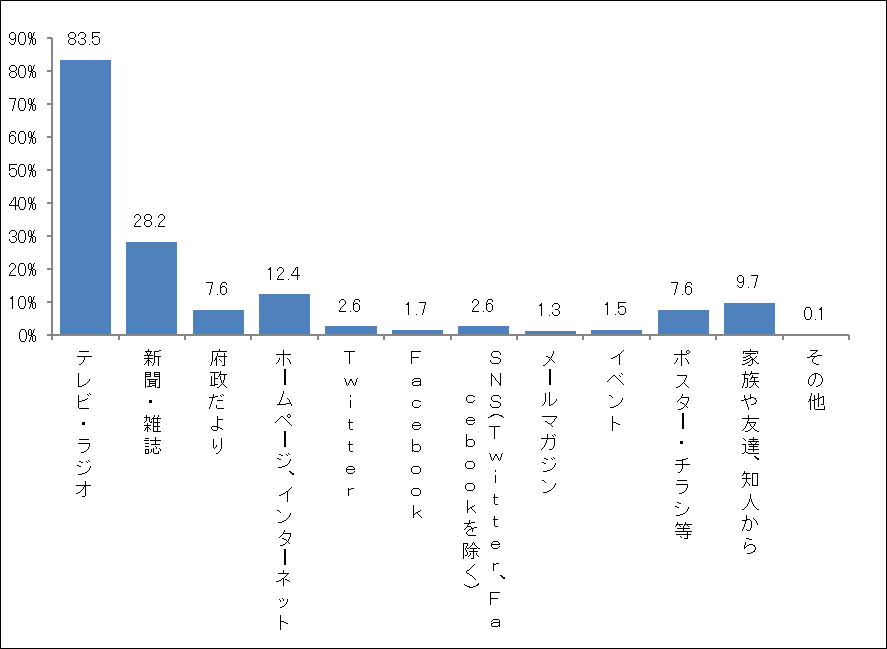 90%
80%
70%
60%
50%
40%
30%
20%
10%
0%
83.5
28.2
7.6
12.4
2.6
1.7
2.6
1.3
1.5
7.6
9.7
0.1
テレビ・ラジオ
新聞・雑誌
府政だより
ホームページ、インターネット
Twitter
Facebook
SNS(Twitter、Fa
cebookを除く)
メールマガジン
イベント
ポスター・チラシ等
家族や友達、知人から
その他